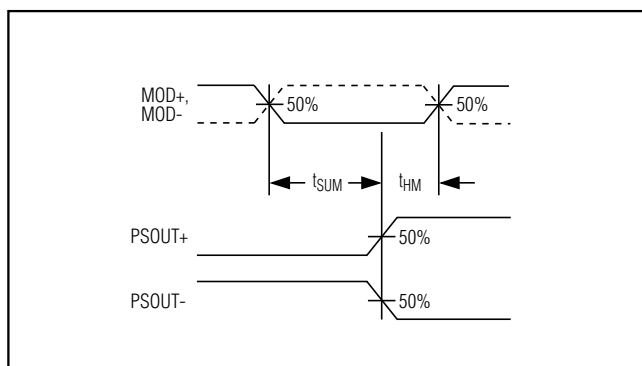 MOD+,
MOD-
50%
50%
tSUM
tHM
PSOUT+
50%
PSOUT-
50%